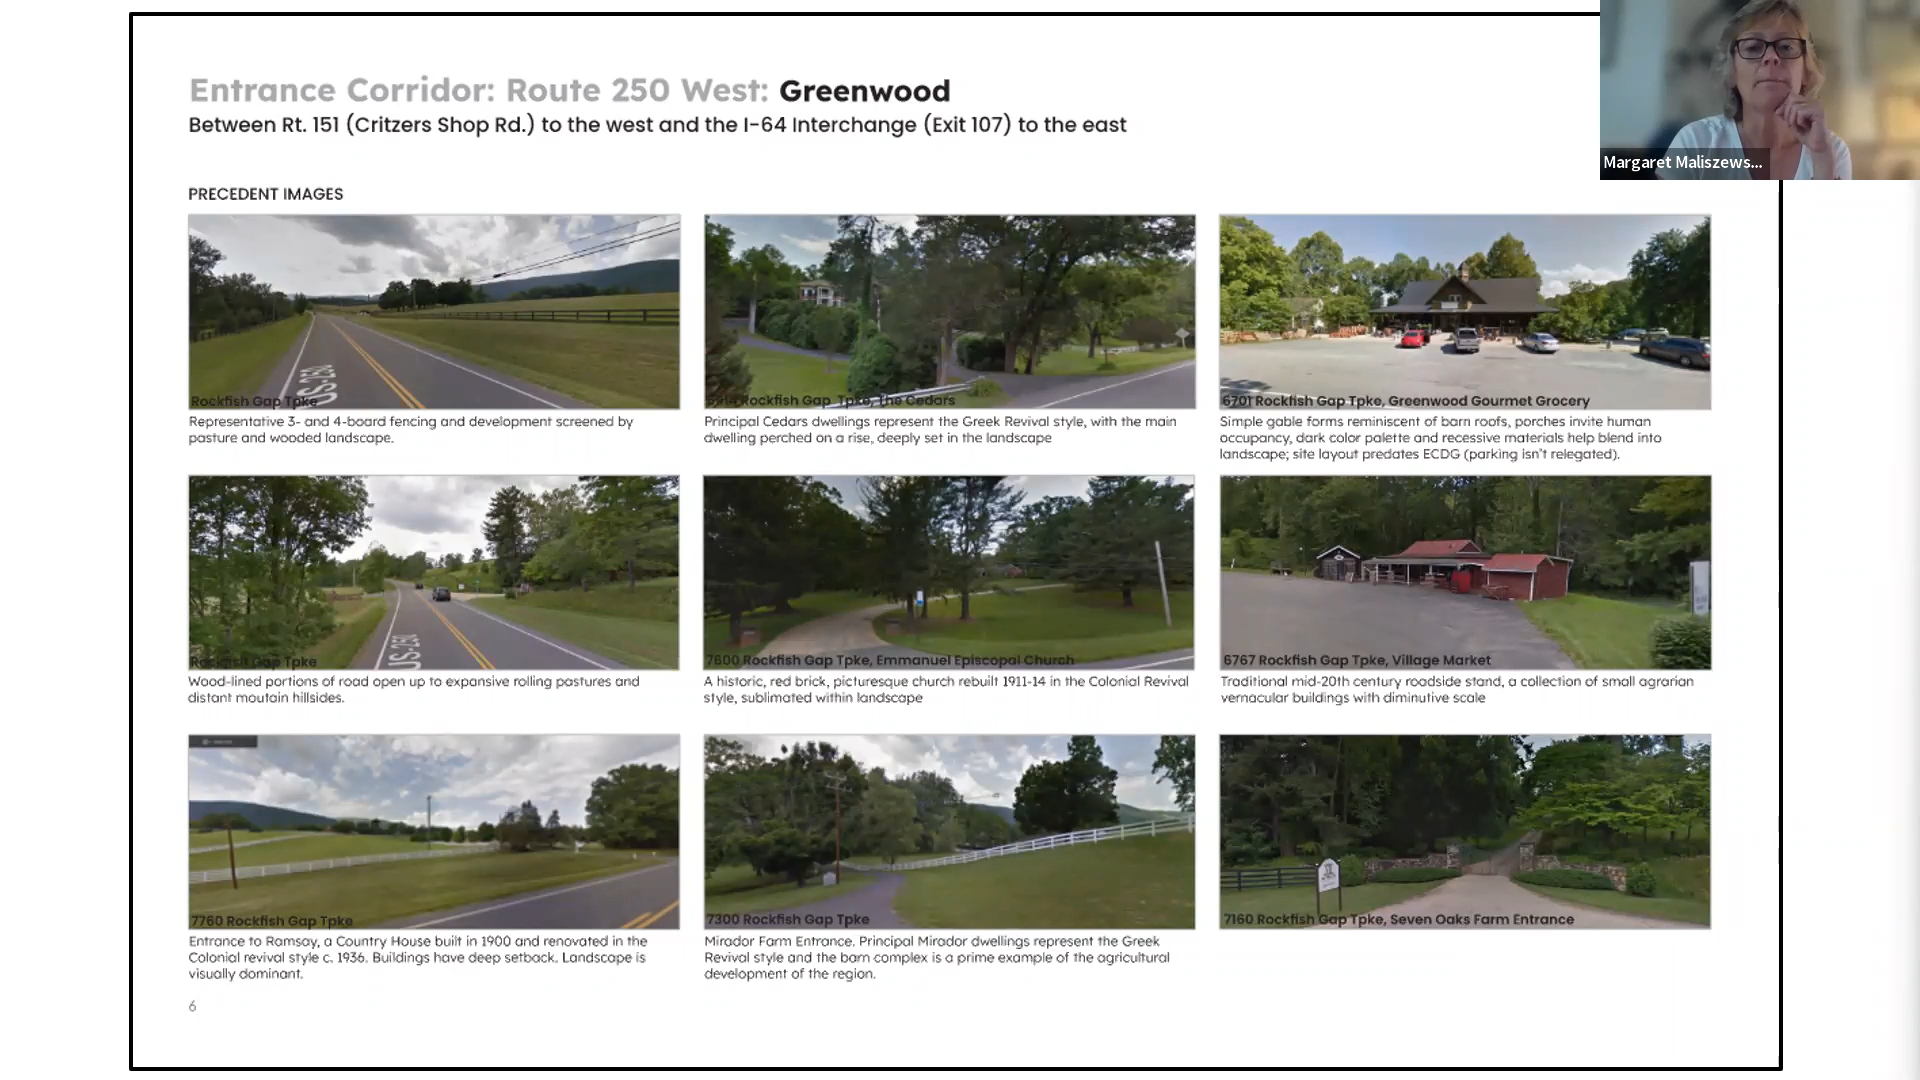 Entrance Corridor: Route 250 West: Greenwood
Between Rt. 151 (Critzers Shop Rd.) to the west and the I-64 Interchange (Exit 107) to the east
Margaret Maliszews...
PRECEDENT IMAGES
US-250
Rockfish Gap Tpke
Representative 3- and 4-board fencing and development screened by
pasture and wooded landscape.
Rockfish Gap Tpke, The Cedars
Principal Cedars dwellings represent the Greek Revival style, with the main
dwelling perched on a rise, deeply set in the landscape
6701 Rockfish Gap Tpke, Greenwood Gourmet Grocery
Simple gable forms reminiscent of barn roofs, porches invite human
occupancy, dark color palette and recessive materials help blend into
landscape; site layout predates ECDG (parking isn't relegated).
US-250
Rockfish Gap Tpke
Wood-lined portions of road open up to expansive rolling pastures and
distant moutain hillsides.
7600 Rockfish Gap Tpke, Emmanuel Episcopal Church
A historic, red brick, picturesque church rebuilt 1911-14 in the Colonial Revival
style, sublimated within landscape
6767 Rockfish Gap Tpke, Village Market
Traditional mid-20th century roadside stand, a collection of small agrarian
vernacular buildings with diminutive scale
7760 Rockfish Gap Tpke
Entrance to Ramsay, a Country House built in 1900 and renovated in the
Colonial revival style c. 1936. Buildings have deep setback. Landscape is
visually dominant.
7300 Rockfish Gap Tpke
Mirador Farm Entrance. Principal Mirador dwellings represent the Greek
Revival style and the barn complex is a prime example of the agricultural
development of the region.
7160 Rockfish Gap Tpke, Seven Oaks Farm Entrance
6